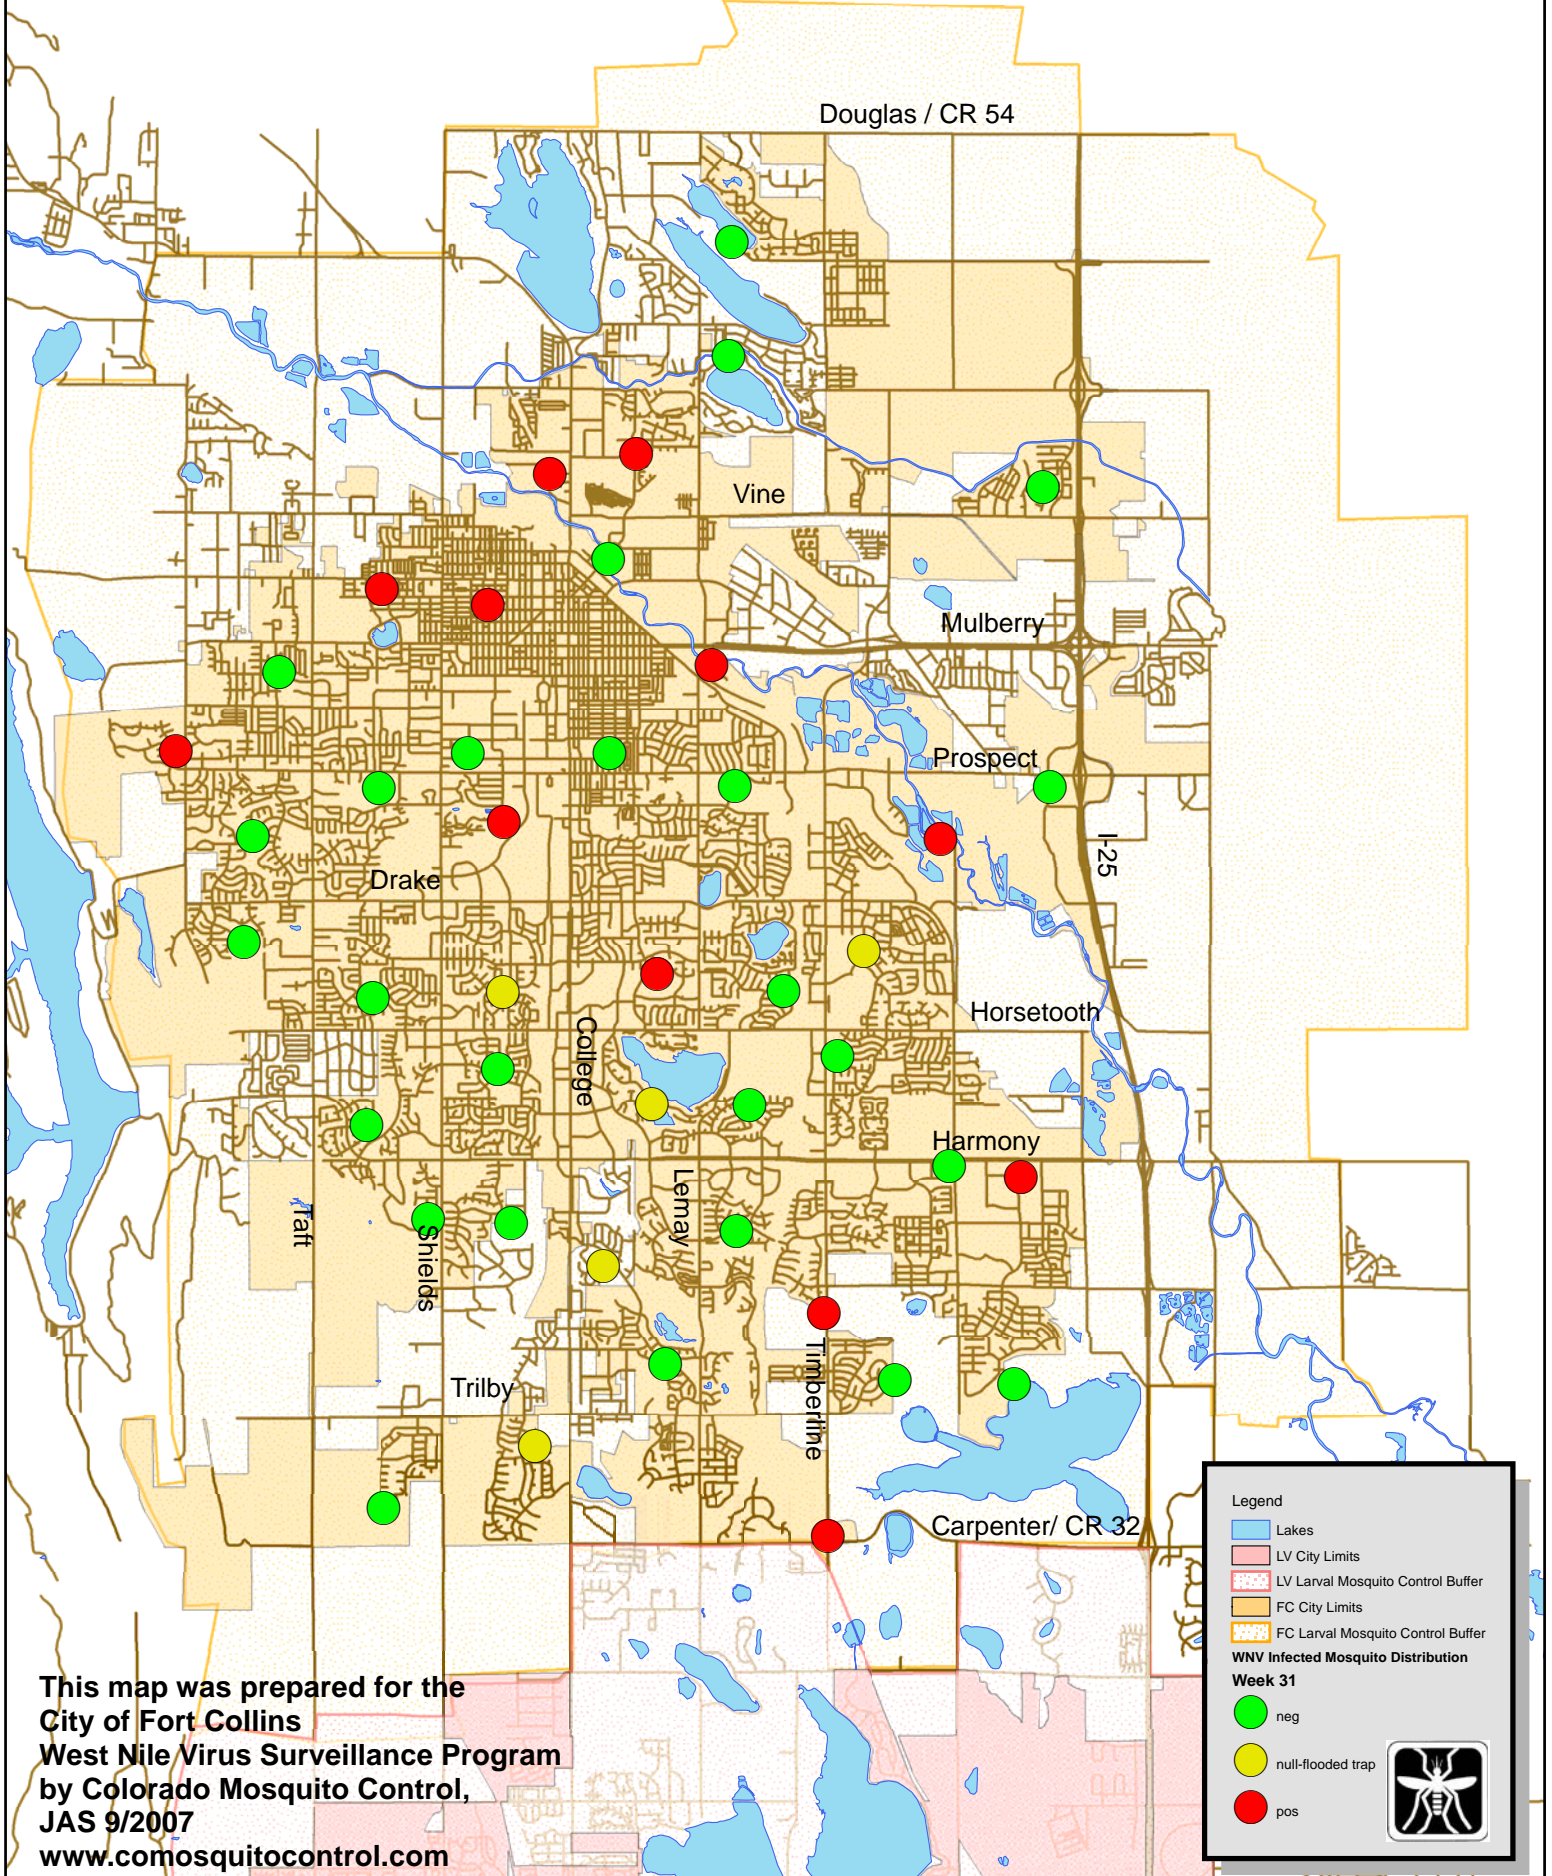 Douglas / CR 54
Vine
Mulberry
Prospect
I-25
Drake
Horsetooth
College
Harmony
Lemay
Taft
Shields
Timberline
Trilby
Carpenter/ CR 32
Legend
Lakes
LV City Limits
LV Larval Mosquito Control Buffer
FC City Limits
FC Larval Mosquito Control Buffer
WNV Infected Mosquito Distribution
Week 31
neg
null-flooded trap
pos
This map was prepared for the
City of Fort Collins
West Nile Virus Surveillance Program
by Colorado Mosquito Control,
JAS 9/2007
www.comosquitocontrol.com